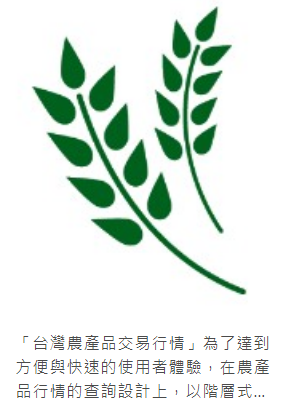 「台灣農產品交易行情」為了達到
方便與快速的使用者體驗，在農產
品行情的查詢設計上，以階層式...